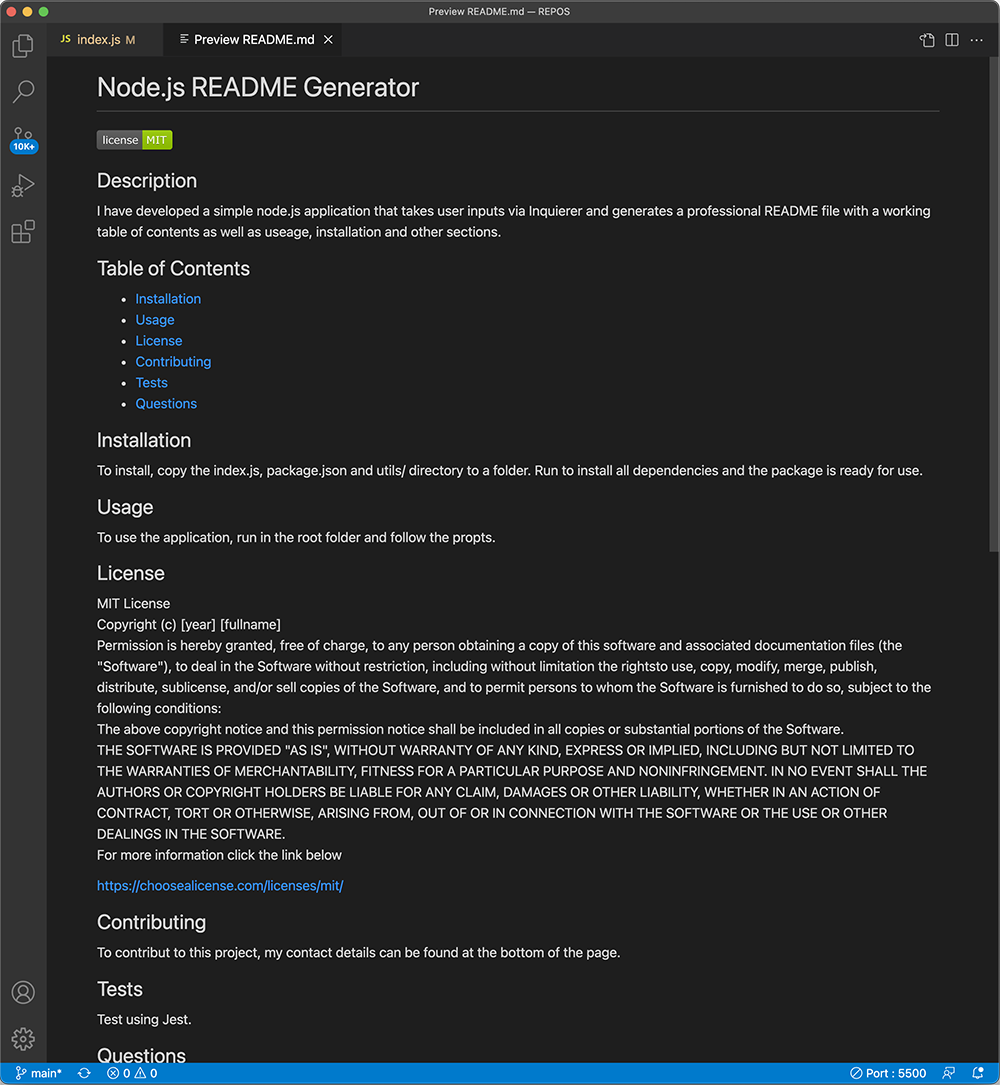 Preview README.md — REPOS
JS index.js M
Preview README.md
Node.js README Generator
license MIT
Description
I have developed a simple node.js application that takes user inputs via Inquierer and generates a professional README file with a working
table of contents as well as useage, installation and other sections.
Table of Contents
• Installation
• Usage
• License
• Contributing
• Tests
• Questions
Installation
To install, copy the index.js, package.json and utils/ directory to a folder. Run to install all dependencies and the package is ready for use.
Usage
To use the application, run in the root folder and follow the propts.
License
MIT License
Copyright (c) [year] [fullname]
Permission is hereby granted, free of charge, to any person obtaining a copy of this software and associated documentation files (the
"Software"), to deal in the Software without restriction, including without limitation the rightsto use, copy, modify, merge, publish,
distribute, sublicense, and/or sell copies of the Software, and to permit persons to whom the Software is furnished to do so, subject to the
following conditions:
The above copyright notice and this permission notice shall be included in all copies or substantial portions of the Software.
THE SOFTWARE IS PROVIDED "AS IS", WITHOUT WARRANTY OF ANY KIND, EXPRESS OR IMPLIED, INCLUDING BUT NOT LIMITED TO
THE WARRANTIES OF MERCHANTABILITY, FITNESS FOR A PARTICULAR PURPOSE AND NONINFRINGEMENT. IN NO EVENT SHALL THE
AUTHORS OR COPYRIGHT HOLDERS BE LIABLE FOR ANY CLAIM, DAMAGES OR OTHER LIABILITY, WHETHER IN AN ACTION OF
CONTRACT, TORT OR OTHERWISE, ARISING FROM, OUT OF OR IN CONNECTION WITH THE SOFTWARE OR THE USE OR OTHER
DEALINGS IN THE SOFTWARE.
For more information click the link below
https://choosealicense.com/licenses/mit/
Contributing
To contribut to this project, my contact details can be found at the bottom of the page.
Tests
Test using Jest.
Questions
10K+
main* 0 0 Port : 5500